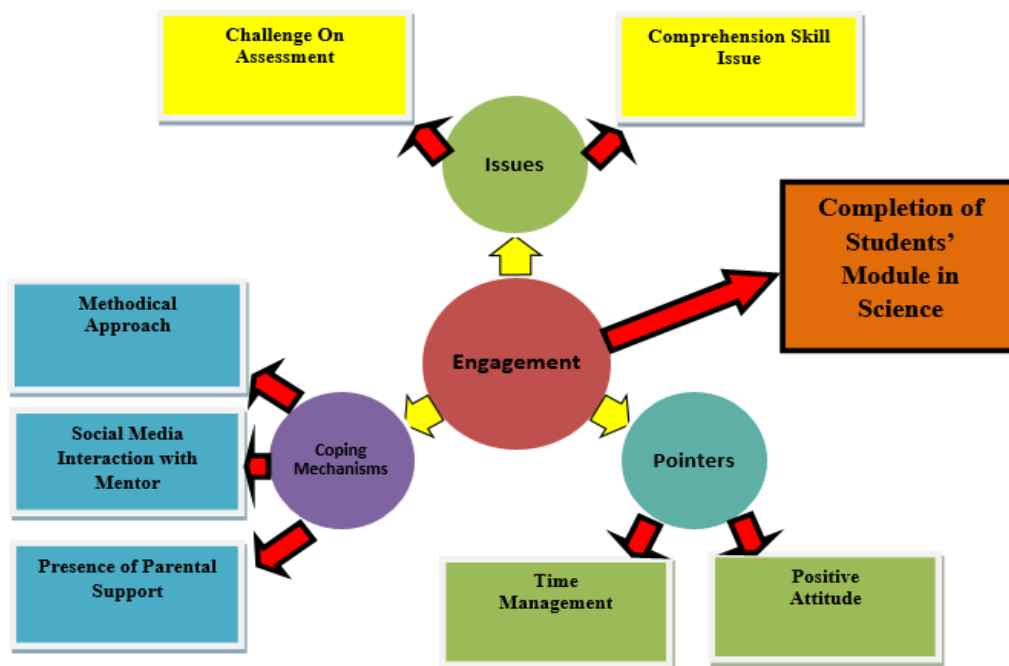 Challenge On
Assessment
Comprehension Skill
Issue
Issues
Completion of
Students’
Module in
Science
Methodical
Approach
Engagement
Social Media
Interaction with
Mentor
Coping
Mechanisms
Pointers
Presence of Parental
Support
Time
Management
Positive
Attitude